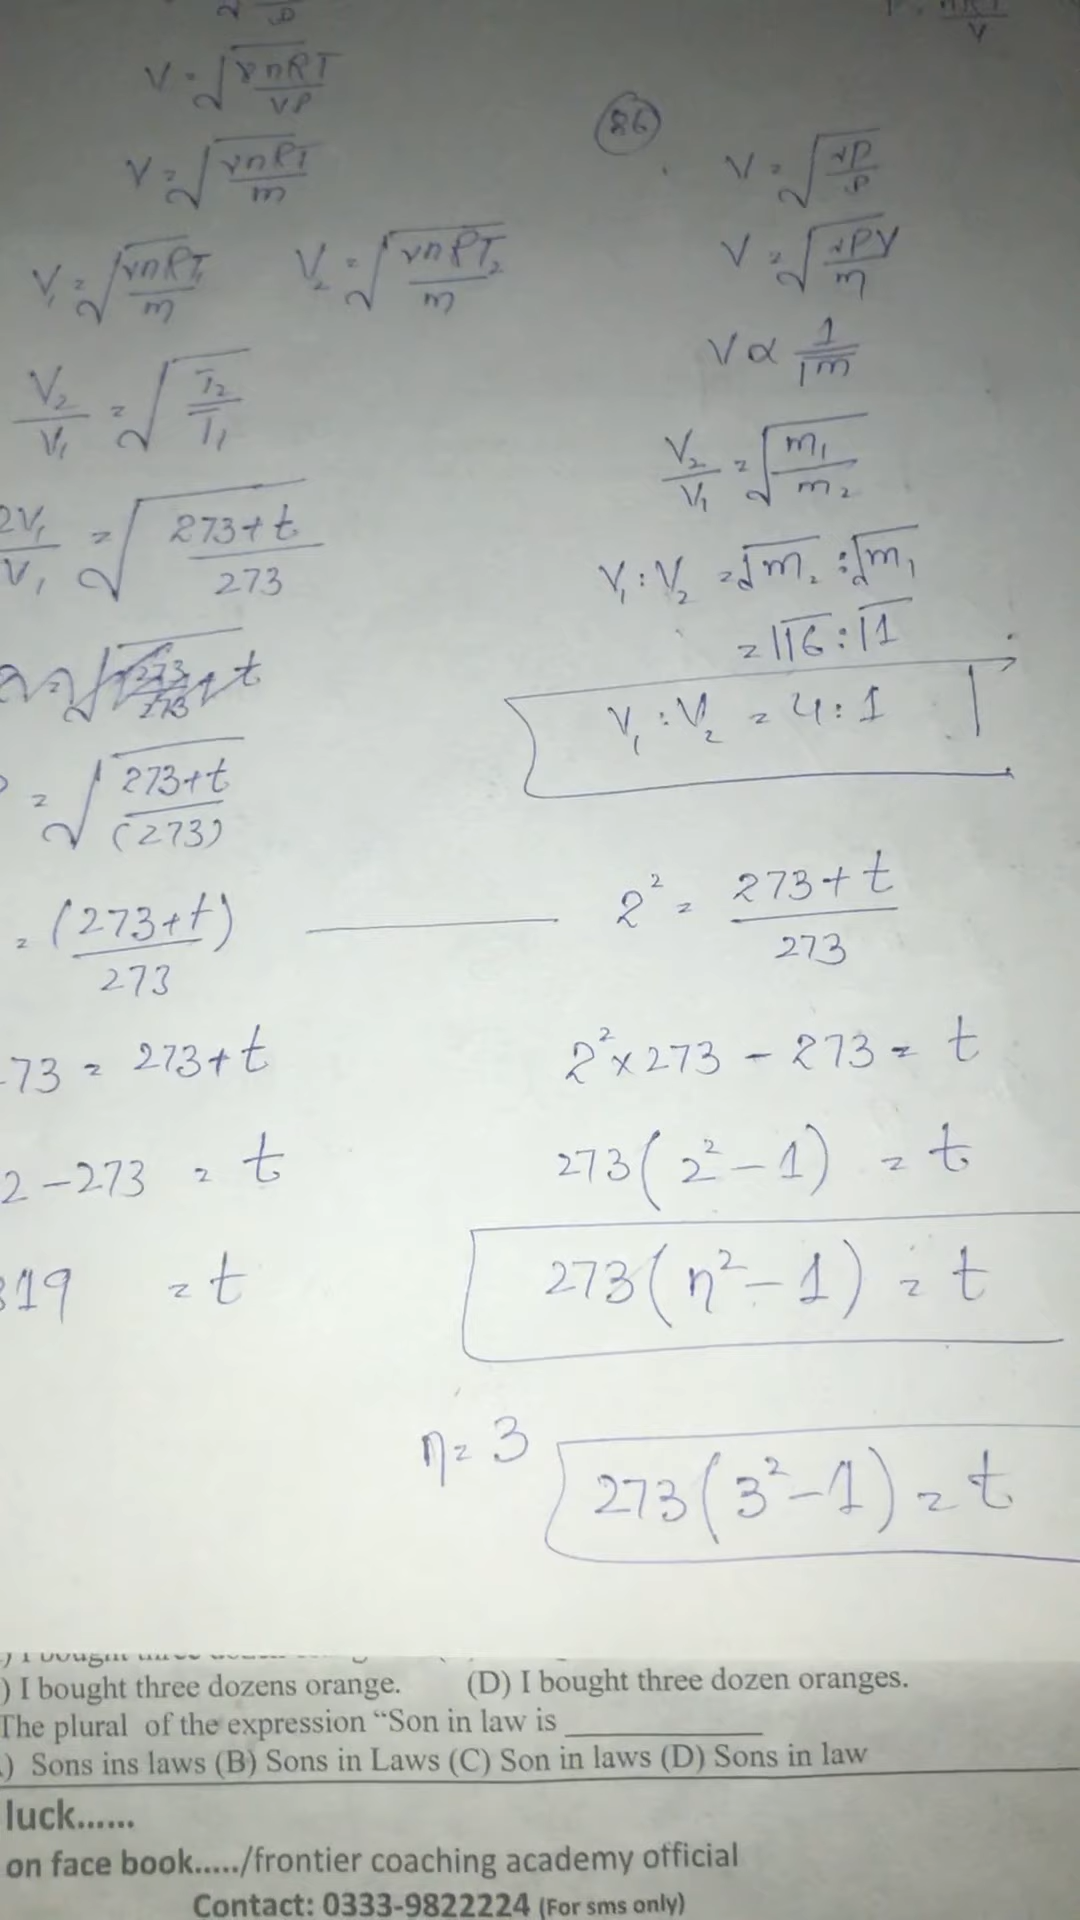 V = √γnRT/Vρ
V = √γnRT/m
V₁ = √γnRT₁/m V₂ = √γnRT₂/m
V₂/V₁ = √T₂/T₁
2V₁/V₁ = √273+t/273
= √273+t/(273)
= (273+t)/273
73 = 273+t
2-273 = t
319 = t
86
V = √γP/ρ
V = √γPV/m
V ∝ 1/√m
V₂/V₁ = √m₁/m₂
V₁ : V₂ = √m₂ : √m₁
= √16 : √1
V₁ : V₂ = 4 : 1
2² = 273+t/273
2²×273 - 273 = t
273(2² - 1) = t
273(η² - 1) = t
η = 3
273(3² - 1) = t
) I bought three dozens orange. (D) I bought three dozen oranges.
The plural of the expression “Son in law is ____________
) Sons ins laws (B) Sons in Laws (C) Son in laws (D) Sons in law
luck......
on face book...../frontier coaching academy official
Contact: 0333-9822224 (For sms only)